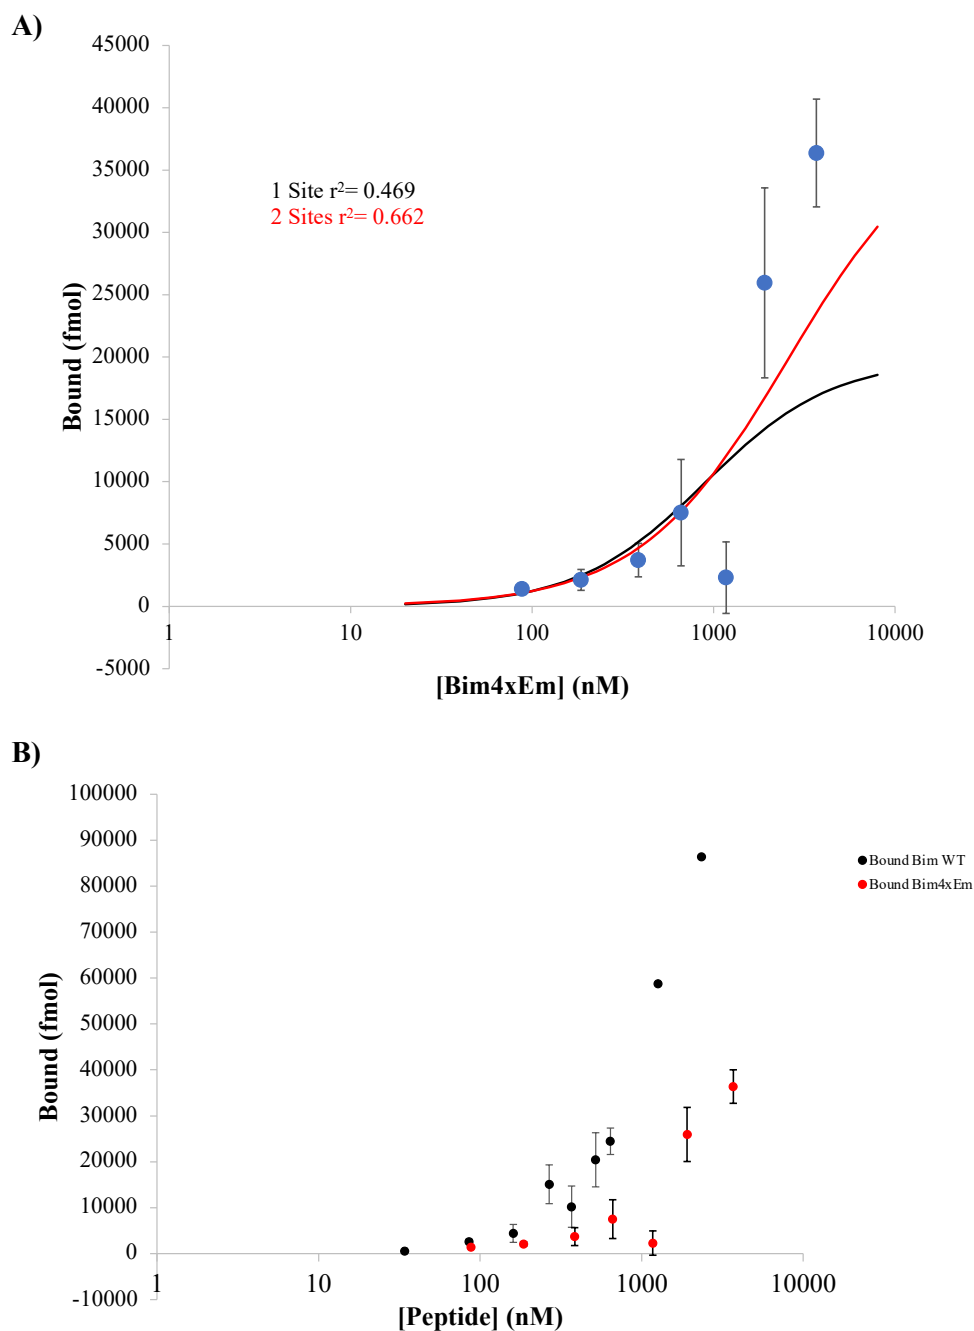 A)
45000
40000
35000
30000
25000
20000
15000
10000
5000
0
-5000
1 Site r²= 0.469
2 Sites r²= 0.662
Bound (fmol)
1 10 100 1000 10000
[Bim4xEm] (nM)
B)
100000
90000
80000
70000
60000
50000
40000
30000
20000
10000
0
-10000
Bound (fmol)
Bound Bim WT
Bound Bim4xEm
1 10 100 1000 10000
[Peptide] (nM)